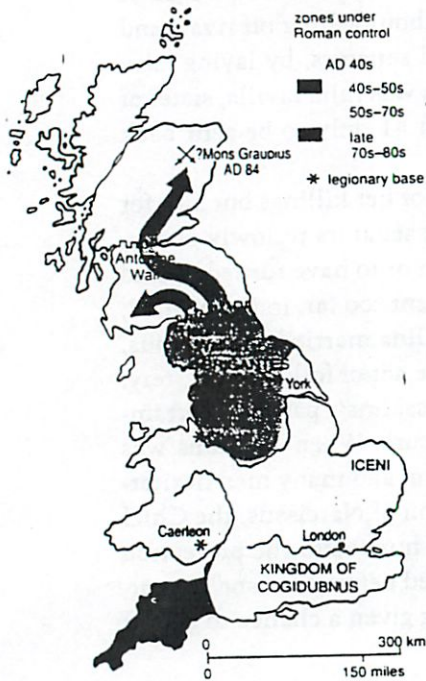 zones under
Roman control
AD 40s
40s–50s
50s–70s
late
70s–80s
* legionary base
?Mons Graupius
AD 84
Antonine
Wall
York
ICENI
Caerleon
London
KINGDOM OF
COGIDUBNUS
0 300 km
0 150 miles